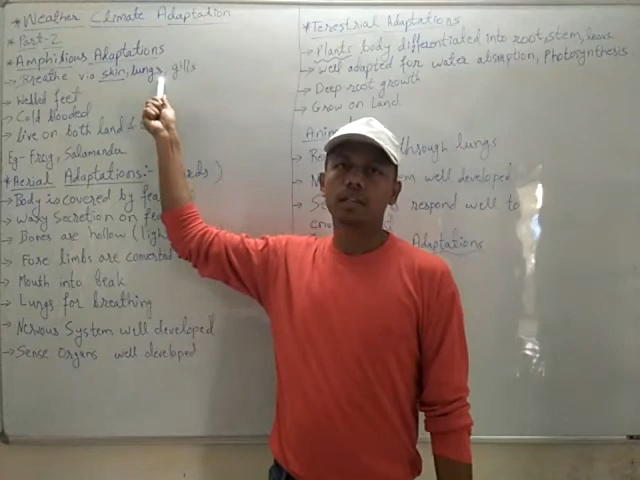 * Weather Climate Adaptation
* Part-2
* Amphibious Adaptations
→ Breathe via skin, lungs, gills
→ Webbed feet
→ Cold blooded
→ Live on both land &
Eg- Frog, Salamander
* Aerial Adaptations:- )
→ Body is covered by
→ Waxy Secretion on
→ Bones are hollow (
→ Fore limbs are converted
→ Mouth into beak
→ Lungs for breathing
→ Nervous System well developed
→ Sense Organs well developed
* Terestrial Adaptations
→ Plants body differentiated into root, stem, leaves
→ Well adapted for water absorption, Photosynthesis
→ Deep root growth
→ Grow on Land.
through lungs
well developed
respond well to
Adaptations